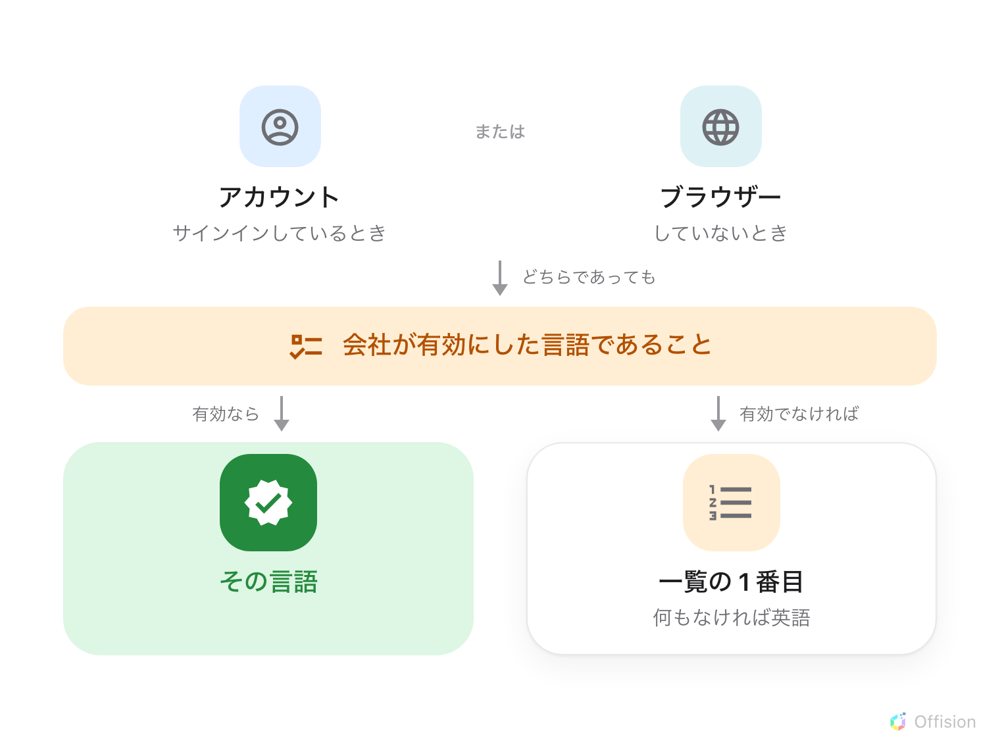 または
アカウント
サインインしているとき
ブラウザー
していないとき
どちらであっても
会社が有効にした言語であること
有効なら
有効でなければ
その言語
1
2
3
一覧の 1 番目
何もなければ英語
Offision